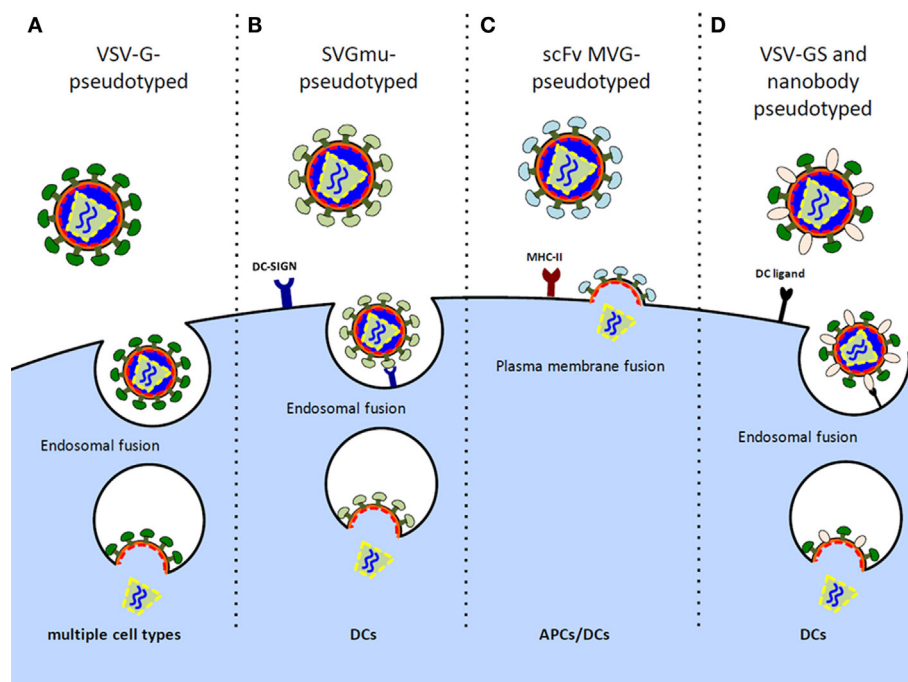 A
VSV-G-
pseudotyped
Endosomal fusion
multiple cell types
B
SVGmu-
pseudotyped
DC-SIGN
Endosomal fusion
DCs
C
scFv MVG-
pseudotyped
MHC-II
Plasma membrane fusion
APCs/DCs
D
VSV-GS and
nanobody
pseudotyped
DC ligand
Endosomal fusion
DCs